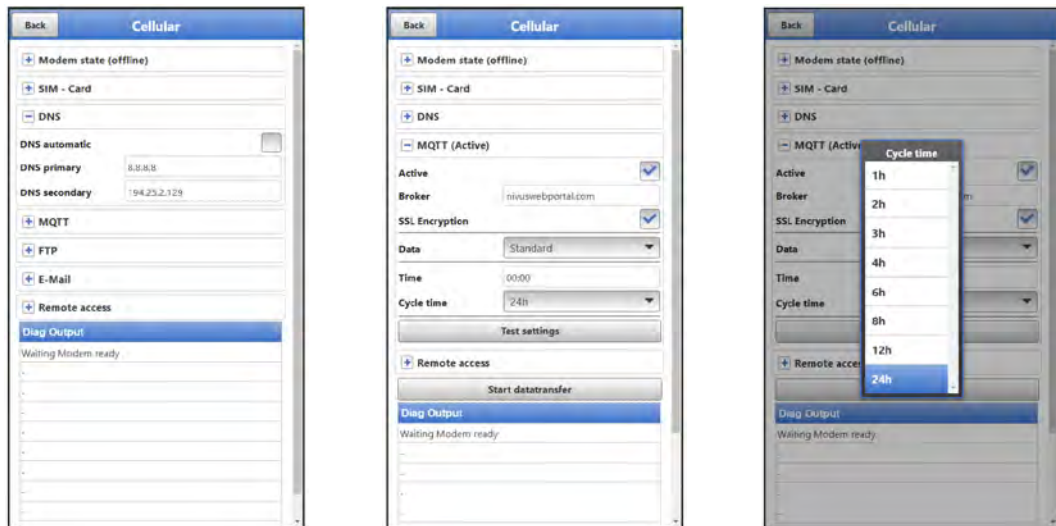 Back Cellular
Modem state (offline)
SIM - Card
DNS
DNS automatic
DNS primary 8.8.8.8
DNS secondary 194.25.2.129
MQTT
FTP
E-Mail
Remote access
Diag Output
Waiting Modem ready
Back Cellular
Modem state (offline)
SIM - Card
DNS
MQTT (Active)
Active
Broker nivuswebportal.com
SSL Encryption
Data Standard
Time 00:00
Cycle time 24h
Test settings
Remote access
Start datatransfer
Diag Output
Waiting Modem ready
Back Cellular
Modem state (offline)
SIM - Card
DNS
MQTT (Active
Active
Broker m
SSL Encryption
Data
Time
Cycle time
Remote acce
Cycle time
1h
2h
3h
4h
6h
8h
12h
24h
Diag Output
Waiting Modem ready